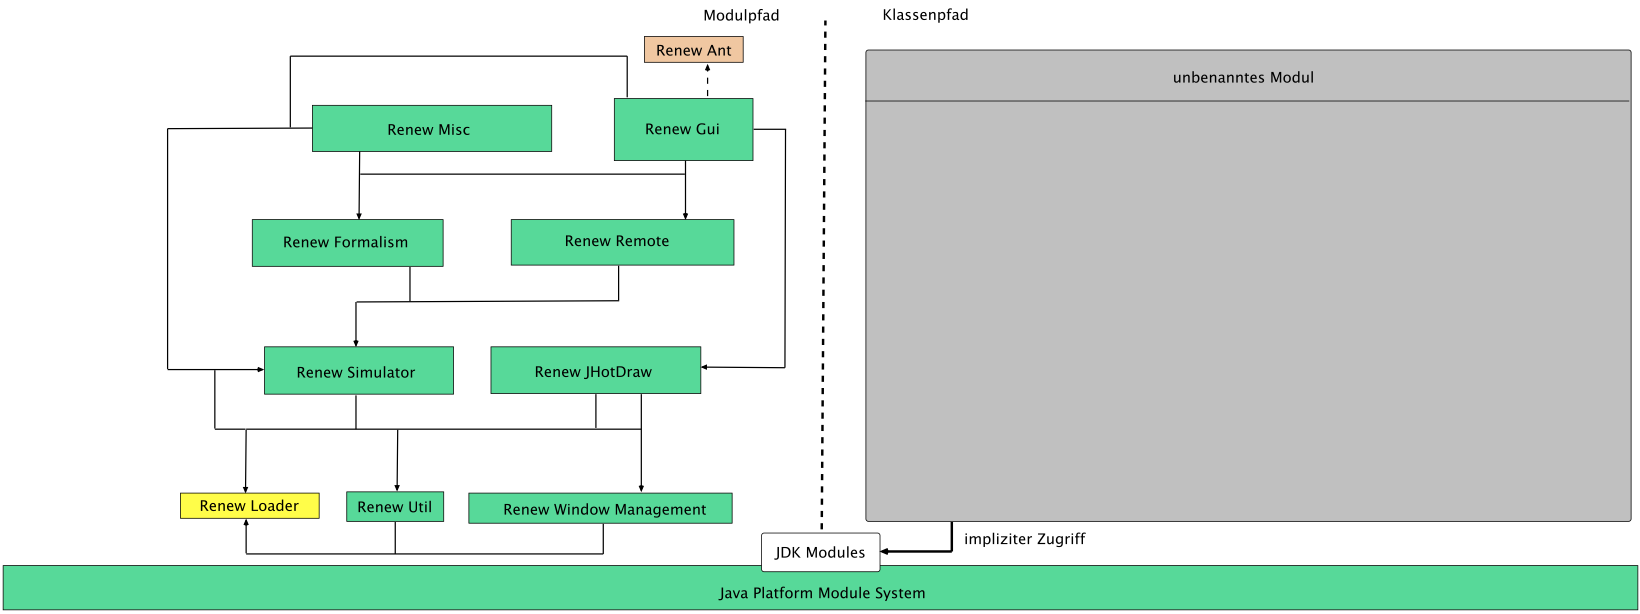 Modulpfad
Klassenpfad
Renew Ant
unbenanntes Modul
Renew Misc
Renew Gui
Renew Formalism
Renew Remote
Renew Simulator
Renew JHotDraw
Renew Loader
Renew Util
Renew Window Management
impliziter Zugriff
JDK Modules
Java Platform Module System